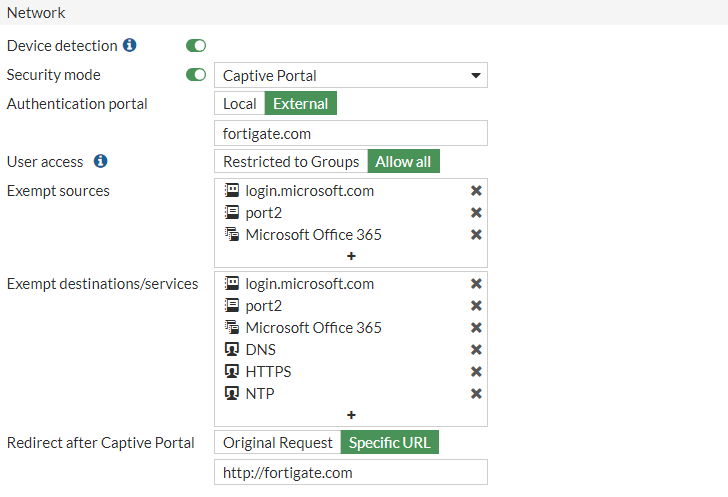 Network
Device detection
Security mode Captive Portal
Authentication portal Local External
fortigate.com
User access Restricted to Groups Allow all
Exempt sources login.microsoft.com
port2
Microsoft Office 365
+
Exempt destinations/services login.microsoft.com
port2
Microsoft Office 365
DNS
HTTPS
NTP
+
Redirect after Captive Portal Original Request Specific URL
http://fortigate.com